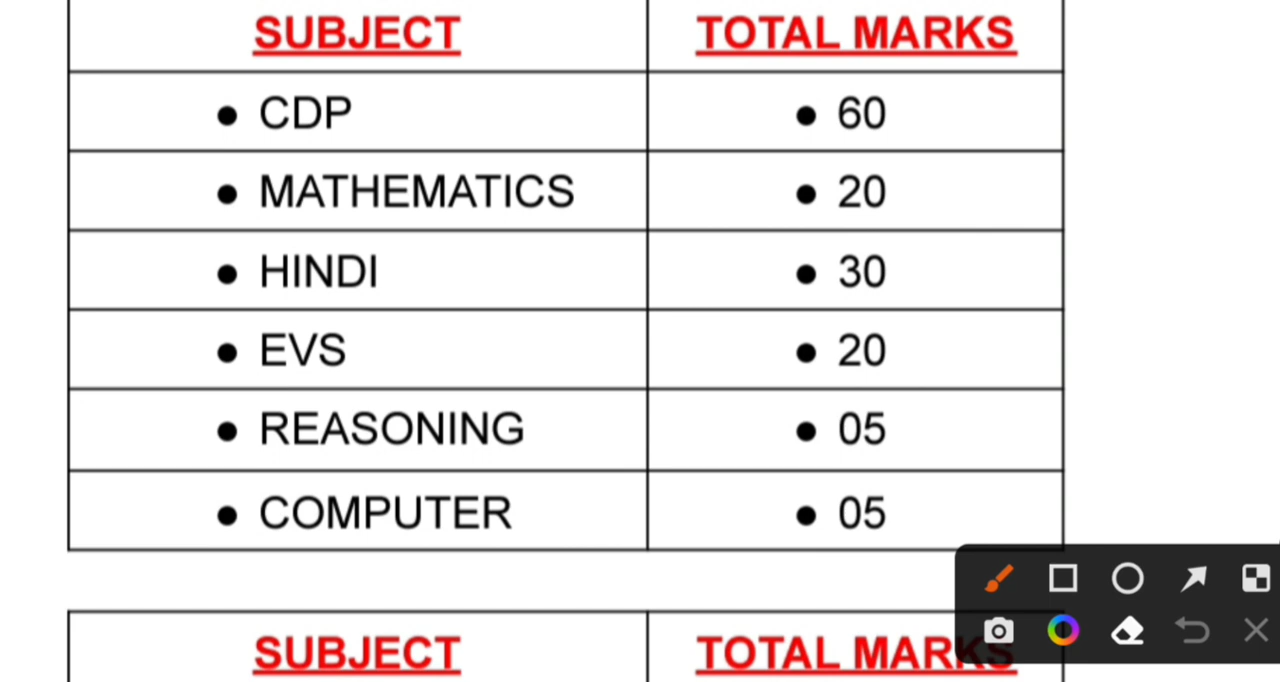 SUBJECT TOTAL MARKS
● CDP ● 60
● MATHEMATICS ● 20
● HINDI ● 30
● EVS ● 20
● REASONING ● 05
● COMPUTER ● 05
SUBJECT TOTAL MARKS